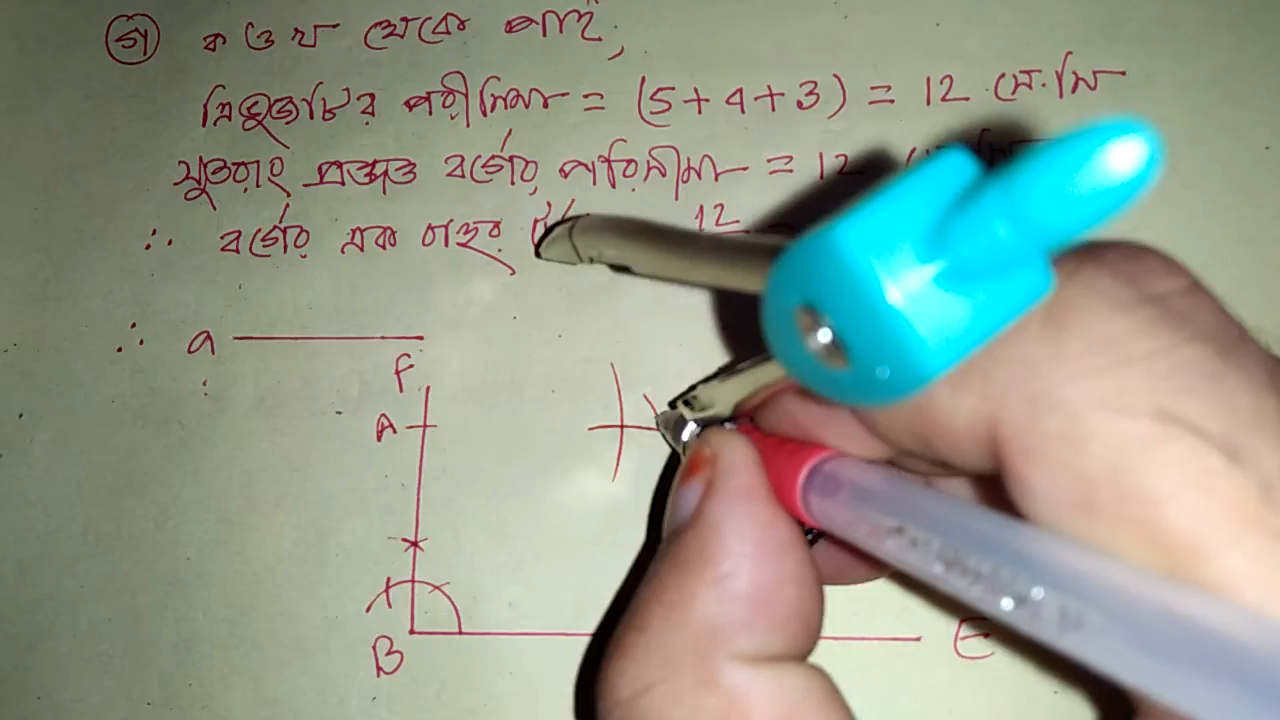 গ ক ও খ থেকে পাই,
ত্রিভুজটির পরীসিমা = (5+4+3) = 12 সে.মি
সুতরাং প্রদত্ত বর্গের পরিসীমা = 12
∴ বর্গের এক বাহুর 12
∴ a
F
A
B E